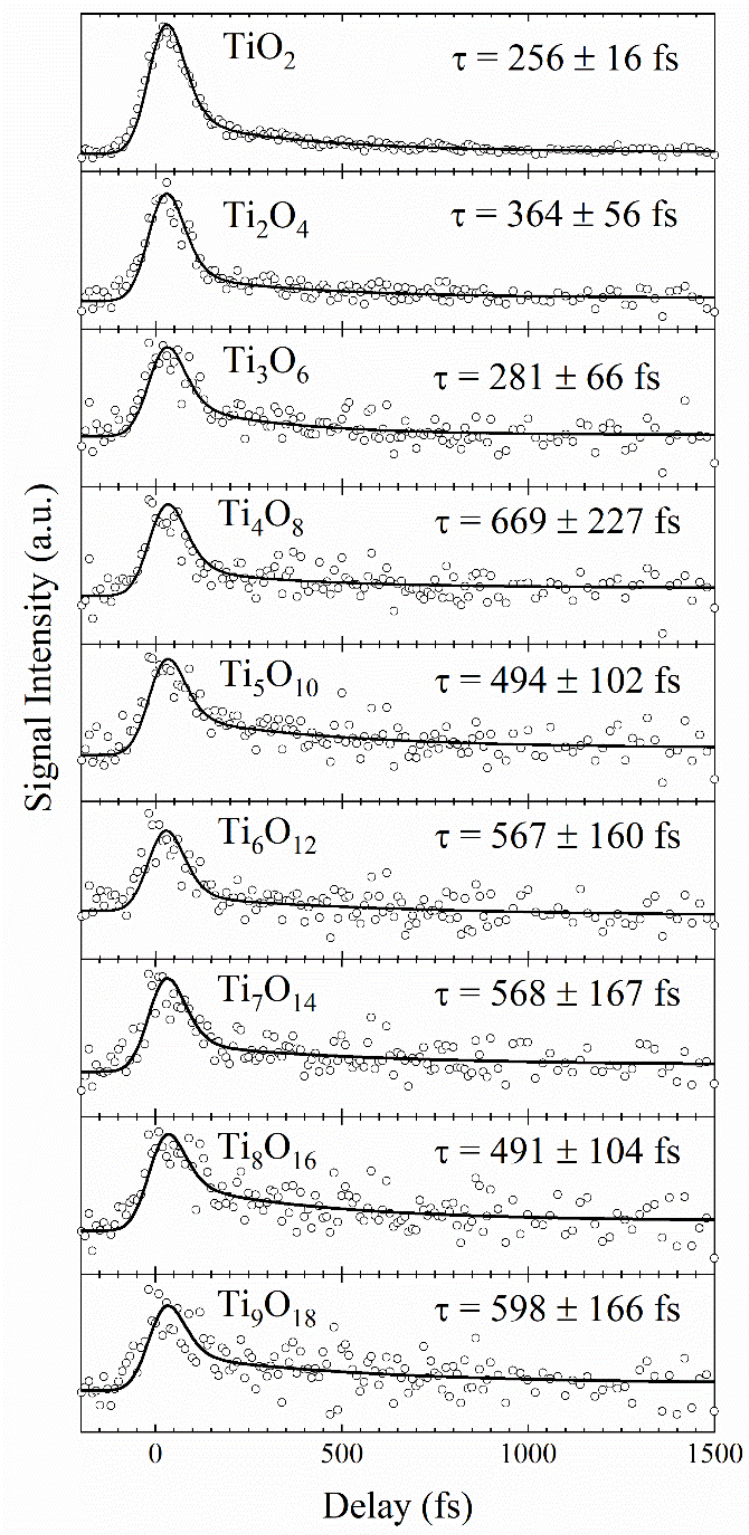 TiO₂ τ = 256 ± 16 fs
Ti₂O₄ τ = 364 ± 56 fs
Ti₃O₆ τ = 281 ± 66 fs
Ti₄O₈ τ = 669 ± 227 fs
Ti₅O₁₀ τ = 494 ± 102 fs
Ti₆O₁₂ τ = 567 ± 160 fs
Ti₇O₁₄ τ = 568 ± 167 fs
Ti₈O₁₆ τ = 491 ± 104 fs
Ti₉O₁₈ τ = 598 ± 166 fs
Signal Intensity (a.u.)
0 500 1000 1500
Delay (fs)